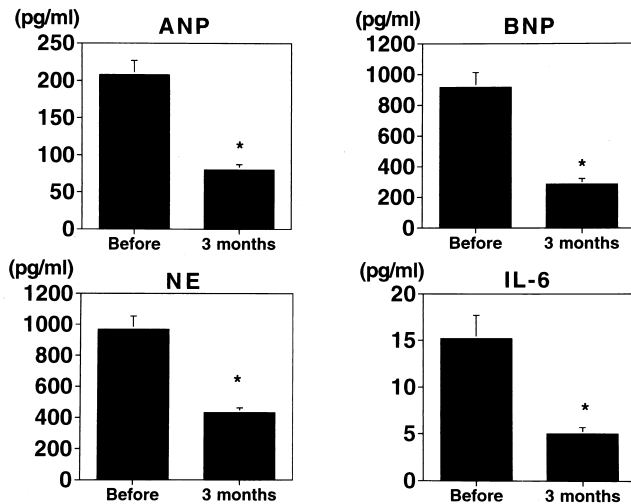 (pg/ml)
ANP
250
200
150
100
50
0
*
Before
3 months
(pg/ml)
BNP
1200
1000
800
600
400
200
0
*
Before
3 months
(pg/ml)
NE
1200
1000
800
600
400
200
0
*
Before
3 months
(pg/ml)
IL-6
20
15
10
5
0
*
Before
3 months